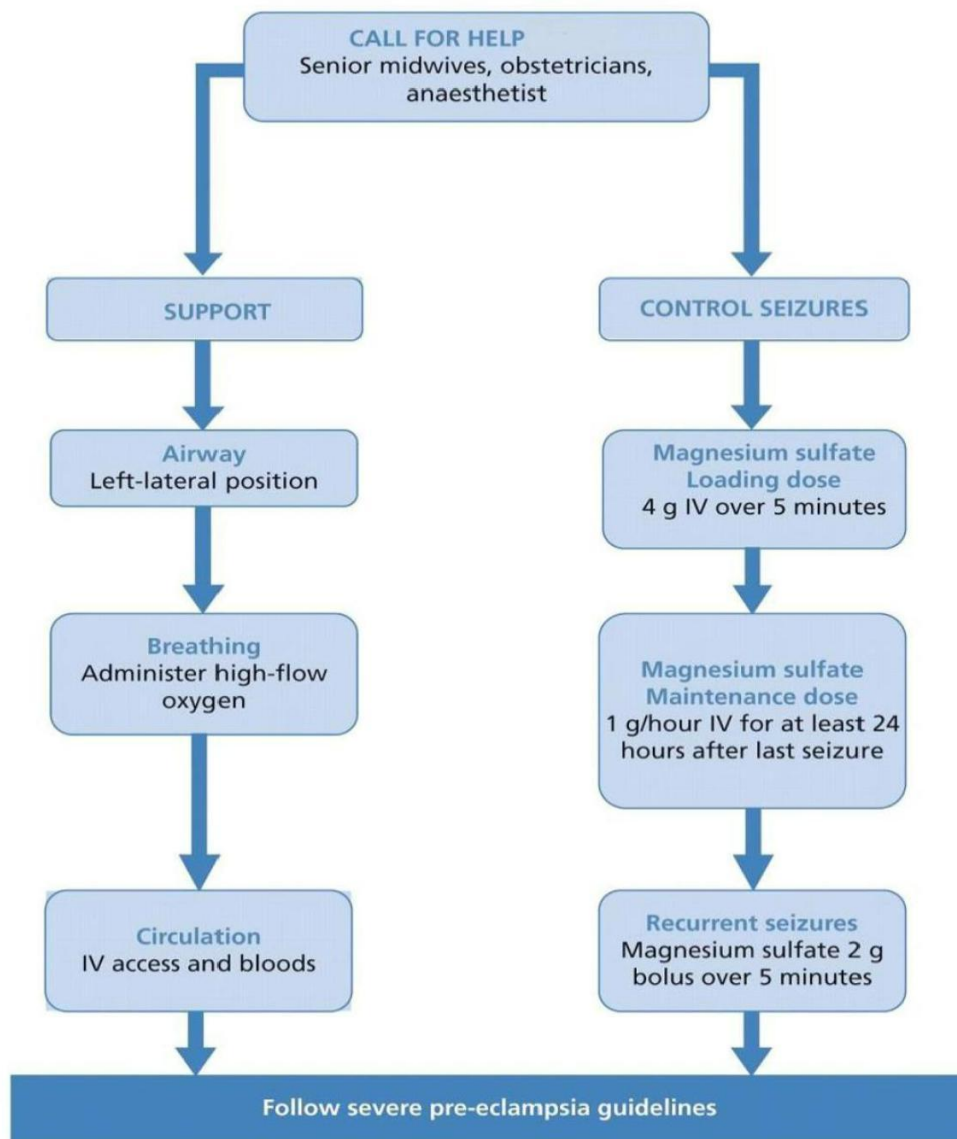 CALL FOR HELP
Senior midwives, obstetricians,
anaesthetist
SUPPORT
Airway
Left-lateral position
Breathing
Administer high-flow
oxygen
Circulation
IV access and bloods
CONTROL SEIZURES
Magnesium sulfate
Loading dose
4 g IV over 5 minutes
Magnesium sulfate
Maintenance dose
1 g/hour IV for at least 24
hours after last seizure
Recurrent seizures
Magnesium sulfate 2 g
bolus over 5 minutes
Follow severe pre-eclampsia guidelines